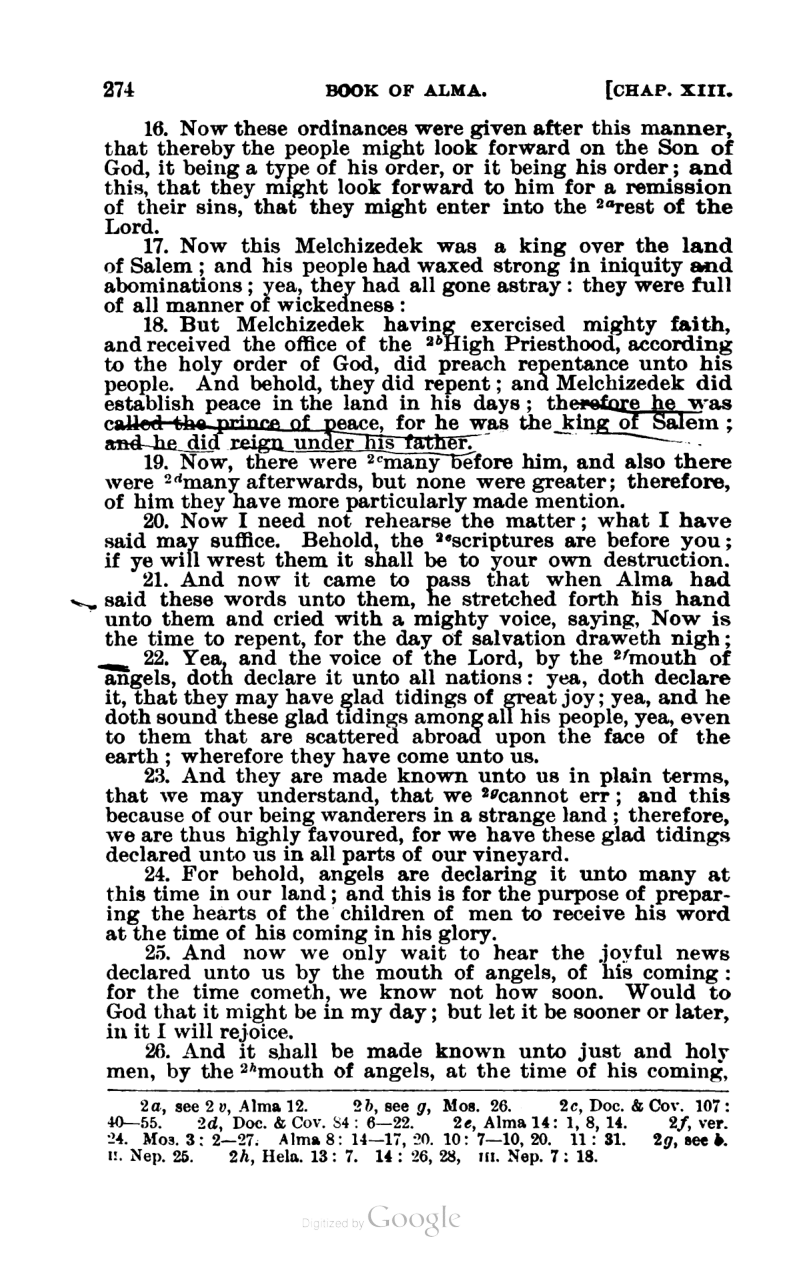 274 BOOK OF ALMA. [CHAP. XIII.
16. Now these ordinances were given after this manner,
that thereby the people might look forward on the Son of
God, it being a type of his order, or it being his order; and
this, that they might look forward to him for a remission
of their sins, that they might enter into the 2arest of the
Lord.
17. Now this Melchizedek was a king over the land
of Salem; and his people had waxed strong in iniquity and
abominations; yea, they had all gone astray: they were full
of all manner of wickedness:
18. But Melchizedek having exercised mighty faith,
and received the office of the 2bHigh Priesthood, according
to the holy order of God, did preach repentance unto his
people. And behold, they did repent; and Melchizedek did
establish peace in the land in his days; therefore he was
called the prince of peace, for he was the king of Salem;
and he did reign under his father.
19. Now, there were 2cmany before him, and also there
were 2dmany afterwards, but none were greater; therefore,
of him they have more particularly made mention.
20. Now I need not rehearse the matter; what I have
said may suffice. Behold, the 2escriptures are before you;
if ye will wrest them it shall be to your own destruction.
21. And now it came to pass that when Alma had
said these words unto them, he stretched forth his hand
unto them and cried with a mighty voice, saying, Now is
the time to repent, for the day of salvation draweth nigh;
22. Yea, and the voice of the Lord, by the 2fmouth of
angels, doth declare it unto all nations: yea, doth declare
it, that they may have glad tidings of great joy; yea, and he
doth sound these glad tidings among all his people, yea, even
to them that are scattered abroad upon the face of the
earth; wherefore they have come unto us.
23. And they are made known unto us in plain terms,
that we may understand, that we 2gcannot err; and this
because of our being wanderers in a strange land; therefore,
we are thus highly favoured, for we have these glad tidings
declared unto us in all parts of our vineyard.
24. For behold, angels are declaring it unto many at
this time in our land; and this is for the purpose of prepar-
ing the hearts of the children of men to receive his word
at the time of his coming in his glory.
25. And now we only wait to hear the joyful news
declared unto us by the mouth of angels, of his coming:
for the time cometh, we know not how soon. Would to
God that it might be in my day; but let it be sooner or later,
in it I will rejoice.
26. And it shall be made known unto just and holy
men, by the 2hmouth of angels, at the time of his coming,
2a, see 2v, Alma 12. 2b, see g, Mos. 26. 2c, Doc. & Cov. 107:
40—55. 2d, Doc. & Cov. 84: 6—22. 2e, Alma 14: 1, 8, 14. 2f, ver.
24. Mos. 3: 2—27. Alma 8: 14—17, 20. 10: 7—10, 20. 11: 31. 2g, see b.
II. Nep. 25. 2h, Hela. 13: 7. 14: 26, 28, III. Nep. 7: 18.
Digitized by Google